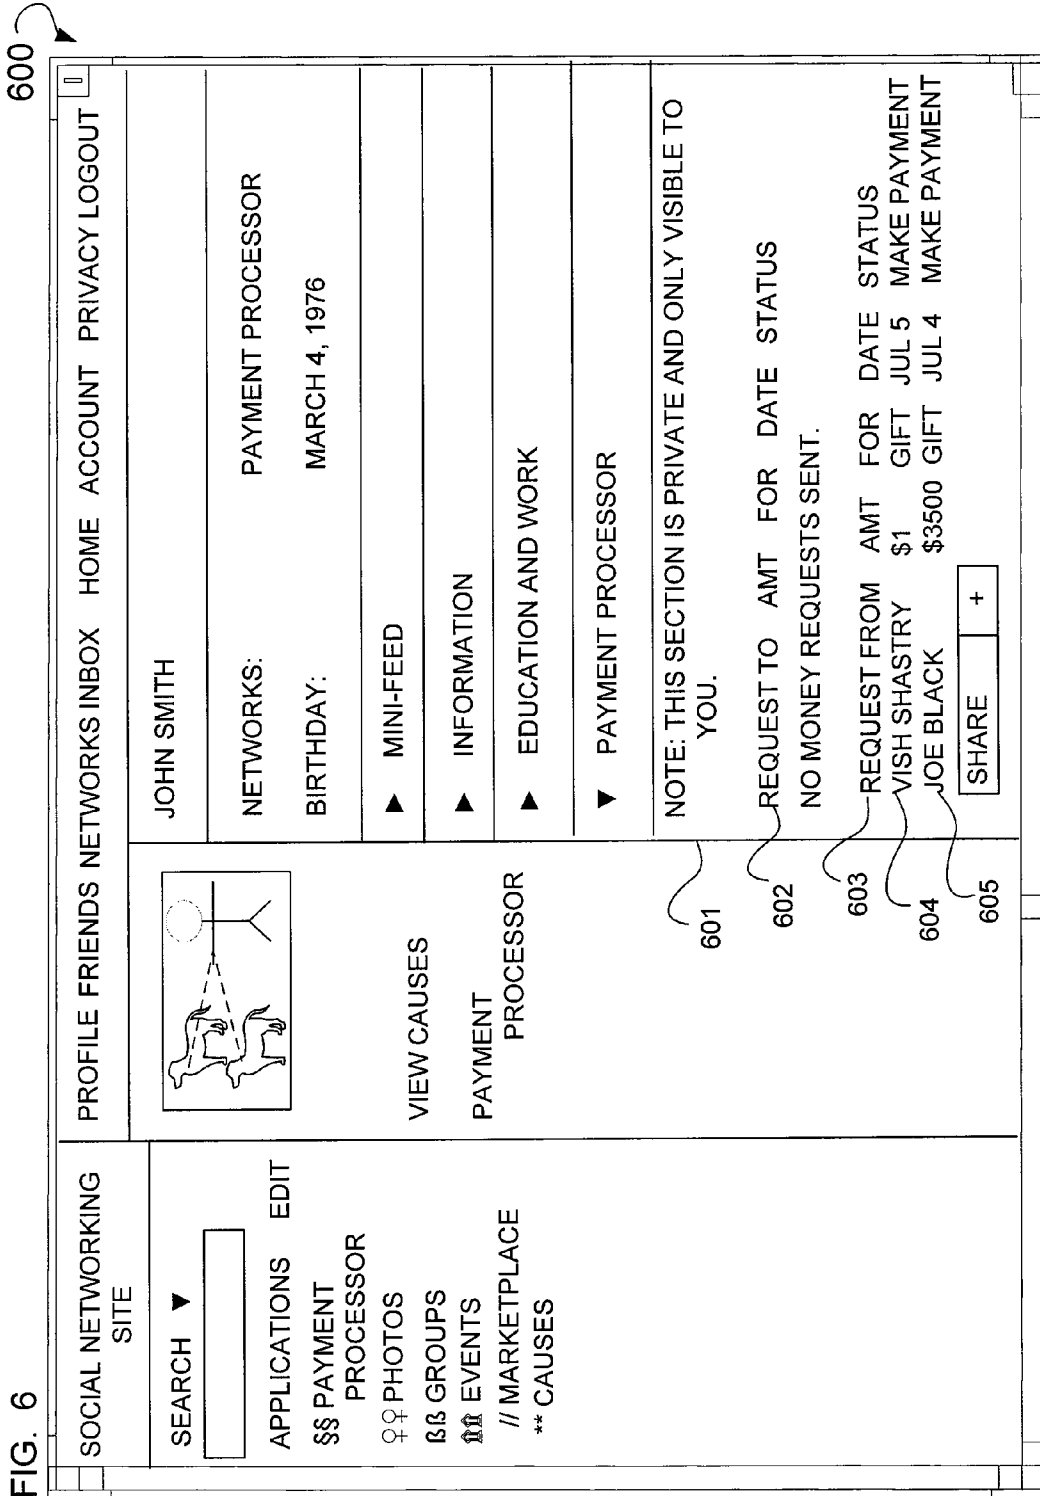 FIG. 6
600
SOCIAL NETWORKING
SITE
PROFILE FRIENDS NETWORKS INBOX HOME ACCOUNT PRIVACY LOGOUT
SEARCH ▼
APPLICATIONS EDIT
§§ PAYMENT
PROCESSOR
♀♀ PHOTOS
ßß GROUPS
EVENTS
// MARKETPLACE
** CAUSES
VIEW CAUSES
PAYMENT
PROCESSOR
JOHN SMITH
NETWORKS: PAYMENT PROCESSOR
BIRTHDAY: MARCH 4, 1976
▶ MINI-FEED
▶ INFORMATION
▶ EDUCATION AND WORK
▼ PAYMENT PROCESSOR
601
NOTE: THIS SECTION IS PRIVATE AND ONLY VISIBLE TO
YOU.
602
REQUEST TO AMT FOR DATE STATUS
NO MONEY REQUESTS SENT.
603
REQUEST FROM AMT FOR DATE STATUS
604
VISH SHASTRY $1 GIFT JUL 5 MAKE PAYMENT
605
JOE BLACK $3500 GIFT JUL 4 MAKE PAYMENT
SHARE +